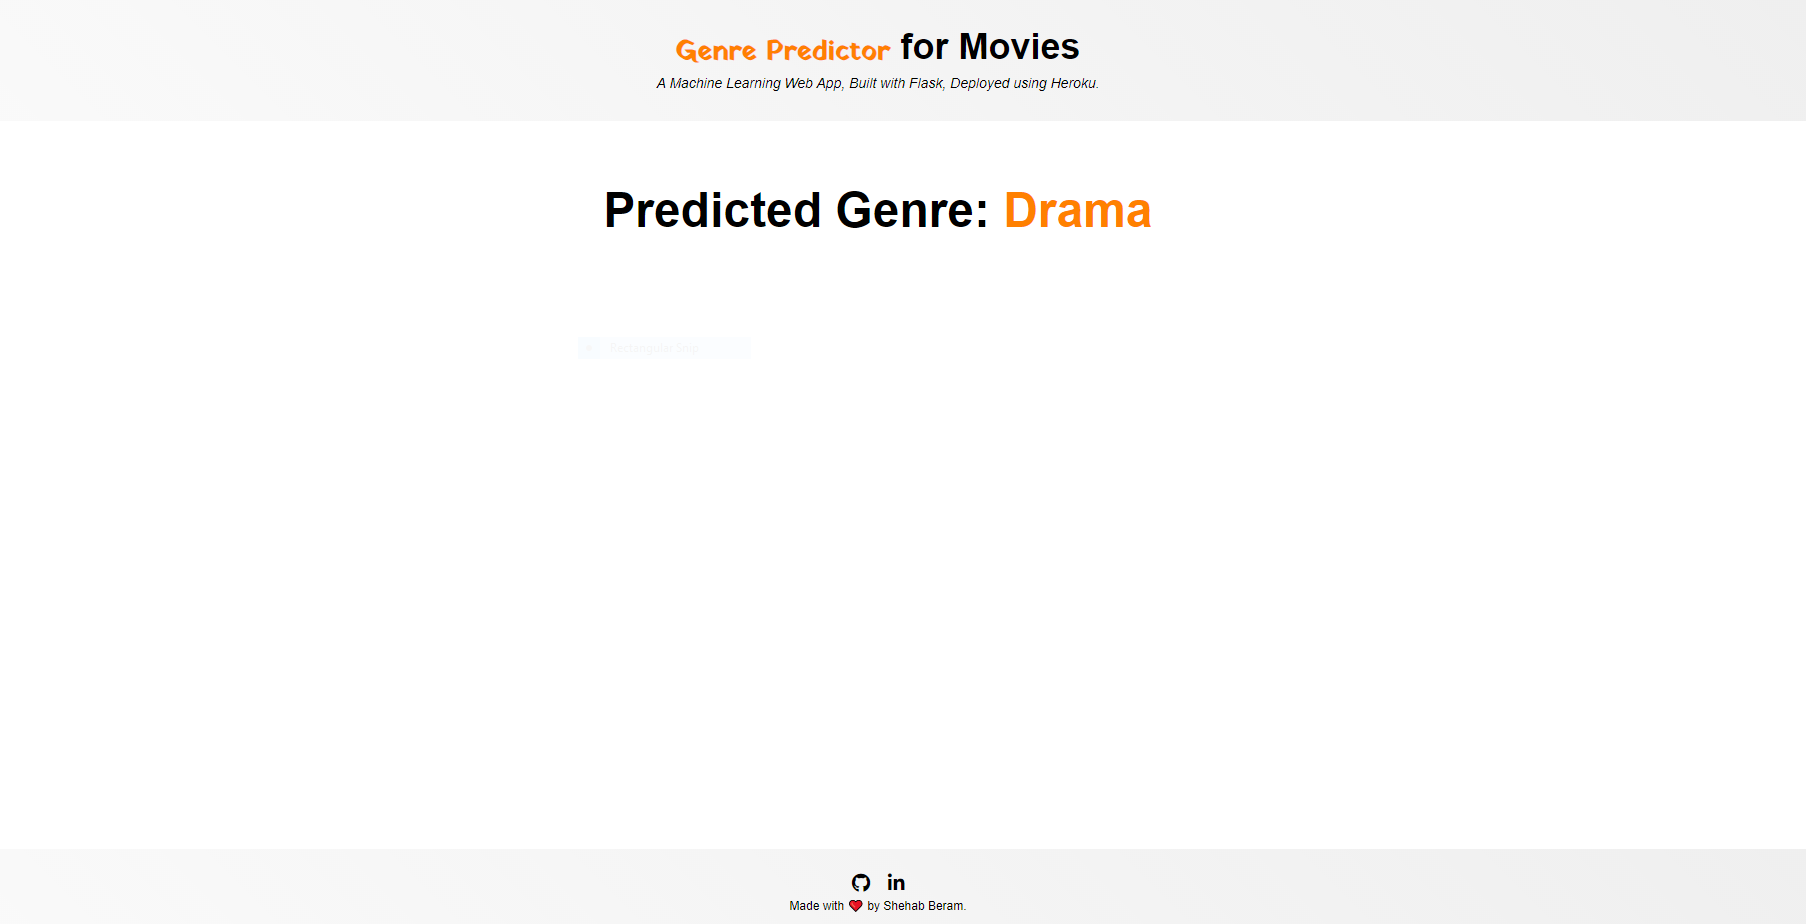 Genre Predictor for Movies
A Machine Learning Web App, Built with Flask, Deployed using Heroku.
Predicted Genre: Drama
Rectangular Snip
in
Made with ❤ by Shehab Beram.